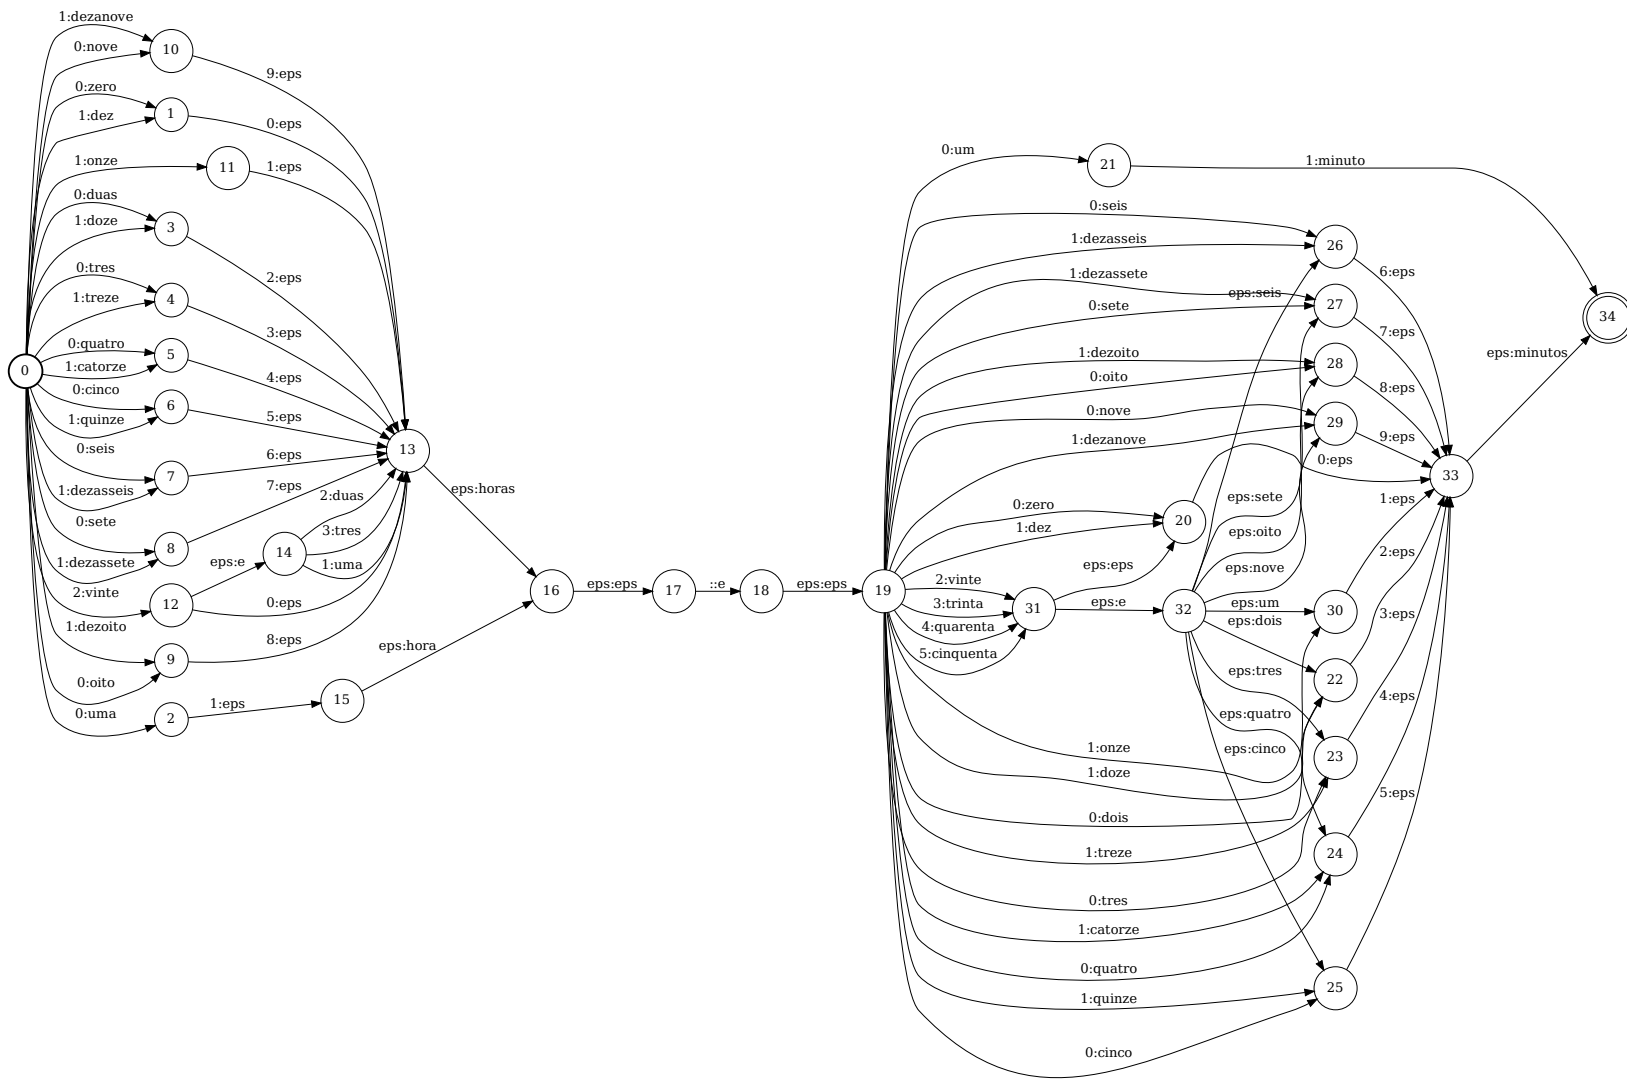 1:dezanove
0:nove
10
9:eps
0:zero
1
1:dez
0:eps
1:onze
11
1:eps
0:duas
1:doze
3
2:eps
0:tres
1:treze
4
3:eps
0:quatro
1:catorze
5
4:eps
0
0:cinco
1:quinze
6
5:eps
0:seis
1:dezasseis
7
6:eps
13
0:sete
1:dezassete
8
7:eps
2:duas
3:tres
1:uma
eps:e
14
2:vinte
12
0:eps
1:dezoito
9
8:eps
0:oito
0:uma
2
1:eps
15
eps:horas
eps:hora
16
eps:eps
17
::e
18
eps:eps
19
0:um
21
1:minuto
0:seis
1:dezasseis
26
6:eps
1:dezassete
eps:seis
0:sete
27
7:eps
34
1:dezoito
0:oito
28
8:eps
eps:minutos
0:nove
1:dezanove
29
9:eps
0:eps
33
0:zero
1:dez
20
eps:sete
eps:oito
eps:nove
1:eps
2:vinte
3:trinta
4:quarenta
5:cinquenta
31
eps:eps
eps:e
32
eps:um
30
2:eps
eps:dois
22
3:eps
eps:tres
eps:quatro
eps:cinco
1:onze
23
4:eps
1:doze
0:dois
1:treze
24
5:eps
0:tres
1:catorze
0:quatro
1:quinze
25
0:cinco